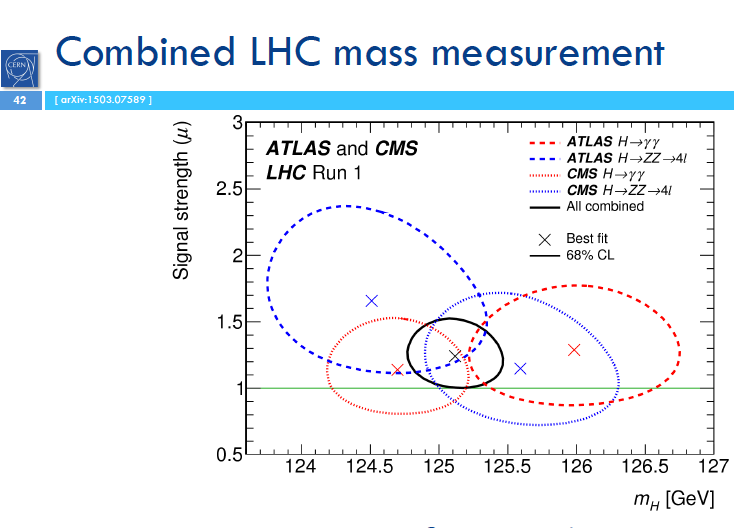 Combined LHC mass measurement
CERN
42
[ arXiv:1503.07589 ]
Signal strength (μ)
3
2.5
2
1.5
1
0.5
ATLAS and CMS
LHC Run 1
ATLAS H→γγ
ATLAS H→ZZ→4l
CMS H→γγ
CMS H→ZZ→4l
All combined
Best fit
68% CL
124 124.5 125 125.5 126 126.5 127
mH [GeV]